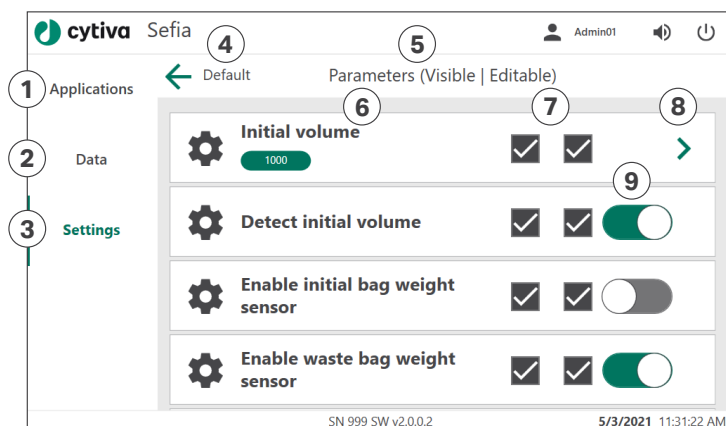 cytiva Sefia Admin01
4 5
Default Parameters (Visible | Editable)
1 Applications
6 7 8
Initial volume
1000
2 Data
9
3 Settings
Detect initial volume
Enable initial bag weight
sensor
Enable waste bag weight
sensor
SN 999 SW v2.0.0.2 5/3/2021 11:31:22 AM